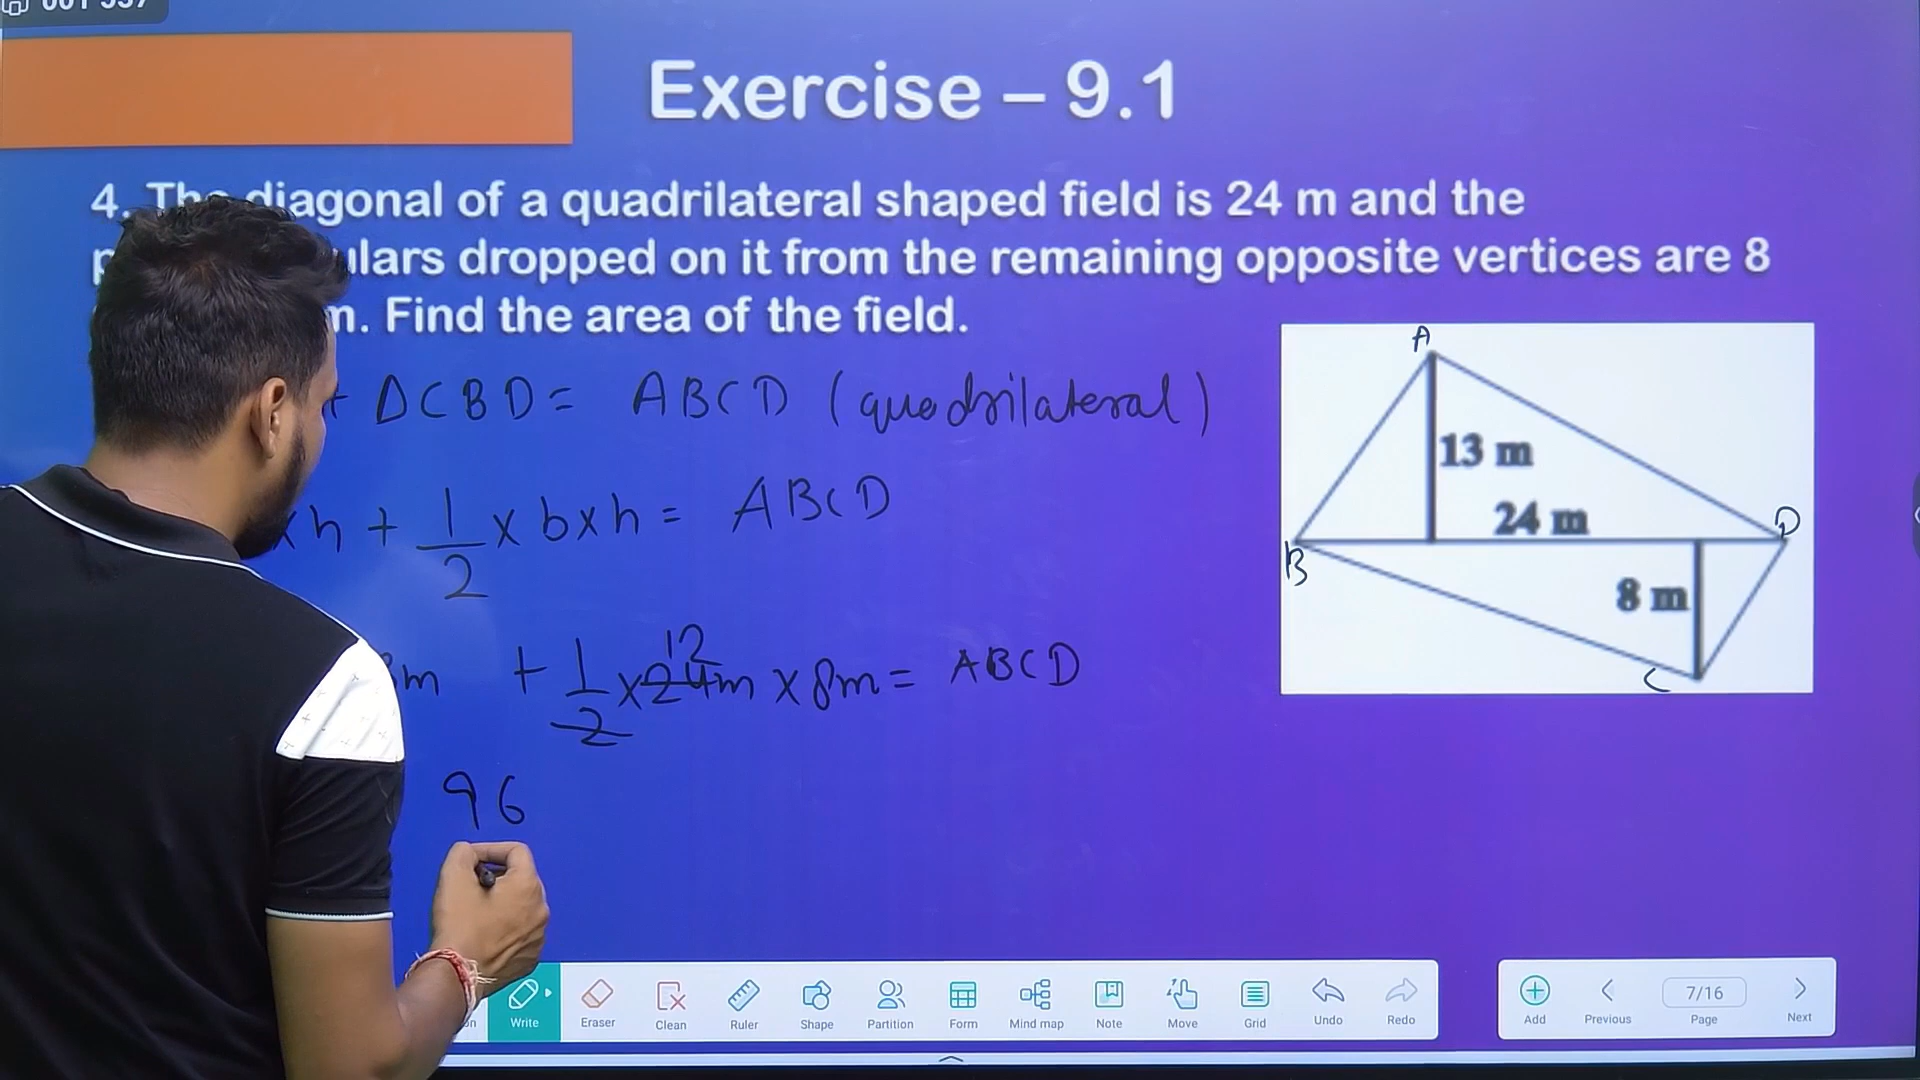 Exercise – 9.1
4. The diagonal of a quadrilateral shaped field is 24 m and the
dropped on it from the remaining opposite vertices are 8
m. Find the area of the field.
+ ΔCBD = ABCD (quadrilateral)
xh + 1/2 x b x h = ABCD
m + 1/2 x 24m x 8m = ABCD
12
96
A
13 m
24 m
D
B
8 m
C
Write
Eraser
Clean
Ruler
Shape
Partition
Form
Mind map
Note
Move
Grid
Undo
Redo
Add
Previous
7/16
Page
Next